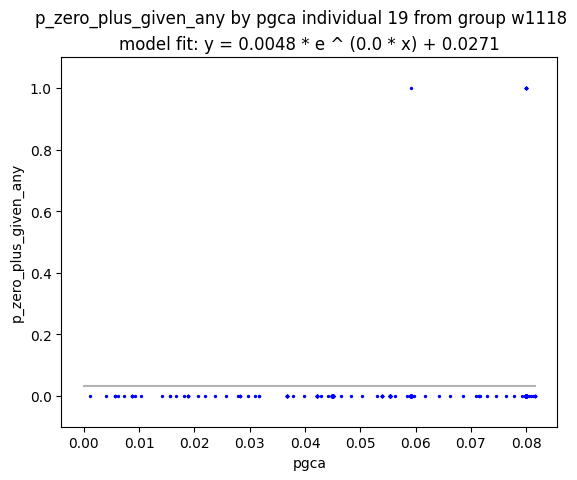 p_zero_plus_given_any by pgca individual 19 from group w1118
model fit: y = 0.0048 * e ^ (0.0 * x) + 0.0271
1.0
0.8
0.6
0.4
0.2
0.0
p_zero_plus_given_any
0.00 0.01 0.02 0.03 0.04 0.05 0.06 0.07 0.08
pgca